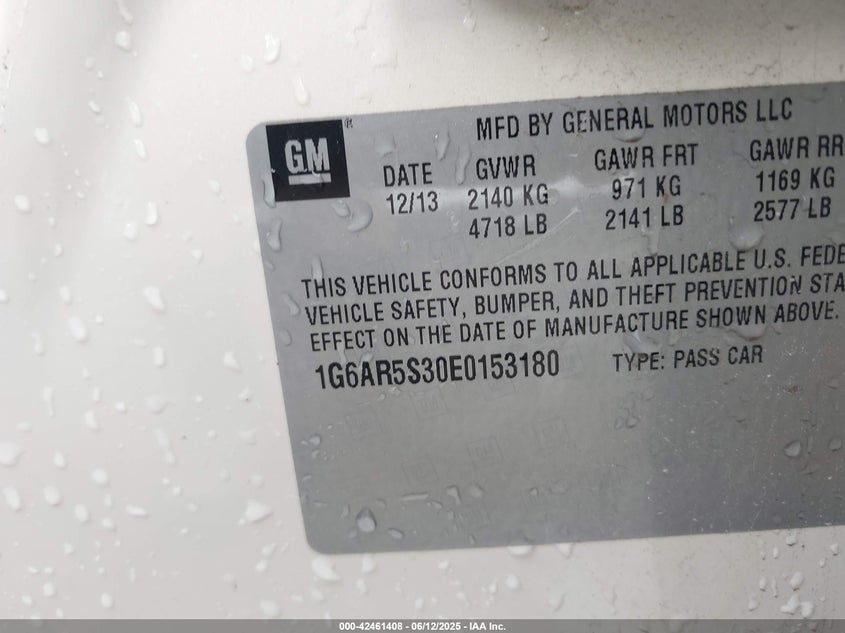 GM
MFD BY GENERAL MOTORS LLC
DATE GVWR GAWR FRT GAWR RR
12/13 2140 KG 971 KG 1169 KG
4718 LB 2141 LB 2577 LB
THIS VEHICLE CONFORMS TO ALL APPLICABLE U.S. FEDE
VEHICLE SAFETY, BUMPER, AND THEFT PREVENTION STA
EFFECT ON THE DATE OF MANUFACTURE SHOWN ABOVE.
1G6AR5S30E0153180 TYPE: PASS CAR
000-42461408 - 06/12/2025 - IAA Inc.